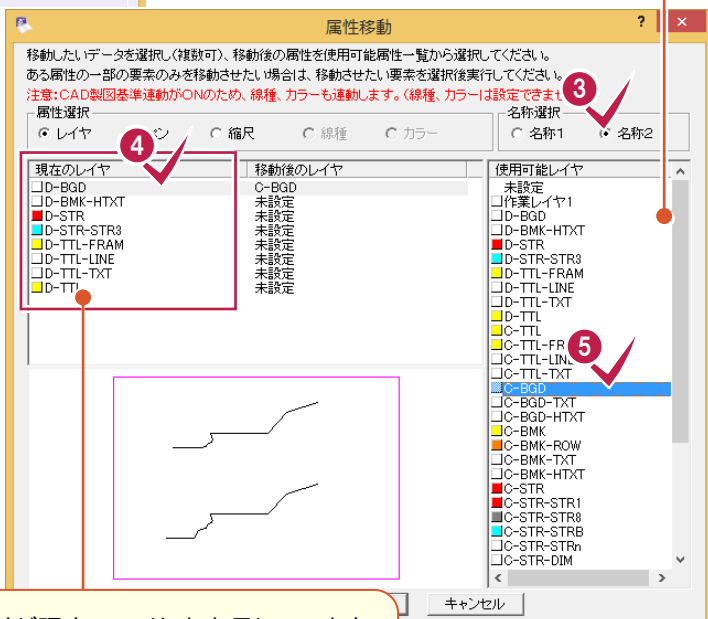 属性移動
? ×
移動したいデータを選択し(複数可)、移動後の属性を使用可能属性一覧から選択してください。
ある属性の一部の要素のみを移動させたい場合は、移動させたい要素を選択後実行してください。
注意:CAD製図基準連動がONのため、線種、カラーも連動します。(線種、カラーは設定できませ
3
属性選択
名称選択
レイヤ
ン
縮尺
線種
カラー
名称1
名称2
4
現在のレイヤ
移動後のレイヤ
D-BGD C-BGD
D-BMK-HTXT 未設定
D-STR 未設定
D-STR-STR3 未設定
D-TTL-FRAM 未設定
D-TTL-LINE 未設定
D-TTL-TXT 未設定
D-TTL 未設定
使用可能レイヤ
未設定
作業レイヤ1
D-BGD
D-BMK-HTXT
D-STR
D-STR-STR3
D-TTL-FRAM
D-TTL-LINE
D-TTL-TXT
D-TTL
C-TTL
C-TTL-FR
5
C-TTL-LINE
C-TTL-TXT
C-BGD
C-BGD-TXT
C-BGD-HTXT
C-BMK
C-BMK-ROW
C-BMK-TXT
C-BMK-HTXT
C-STR
C-STR-STR1
C-STR-STR8
C-STR-STRB
C-STR-STRn
C-STR-DIM
キャンセル